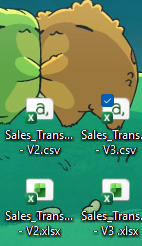 a,
a,
Sales_Trans...
- V2.csv
Sales_Trans...
- V3.csv
Sales_Trans...
- V2.xlsx
Sales_Trans...
- V3 .xlsx